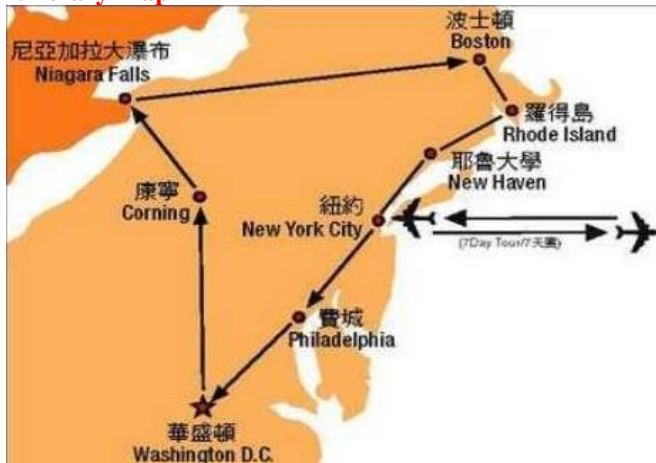 波士頓
Boston
尼亞加拉大瀑布
Niagara Falls
羅得島
Rhode Island
耶魯大學
New Haven
康寧
Corning
紐約
New York City
(7Day Tour/7天團)
費城
Philadelphia
華盛頓
Washington D.C.